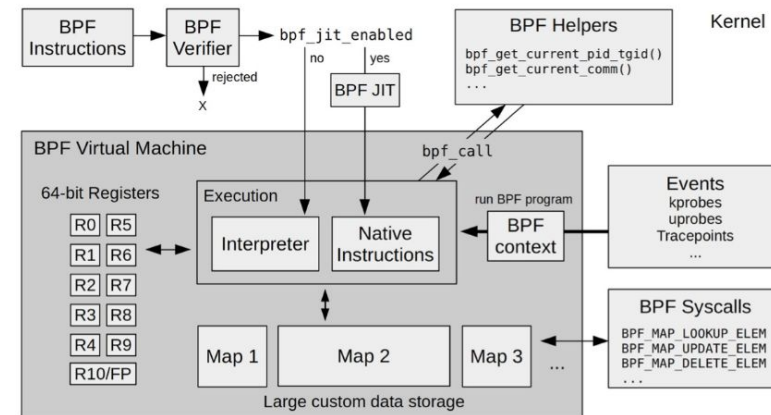 BPF
Instructions
BPF
Verifier
bpf_jit_enabled
rejected
X
no
yes
BPF JIT
BPF Helpers
bpf_get_current_pid_tgid()
bpf_get_current_comm()
...
Kernel
BPF Virtual Machine
bpf_call
64-bit Registers
R0 R5
R1 R6
R2 R7
R3 R8
R4 R9
R10/FP
Execution
Interpreter
Native
Instructions
run BPF program
BPF
context
Events
kprobes
uprobes
Tracepoints
...
Map 1
Map 2
Map 3
...
Large custom data storage
BPF Syscalls
BPF_MAP_LOOKUP_ELEM
BPF_MAP_UPDATE_ELEM
BPF_MAP_DELETE_ELEM
...